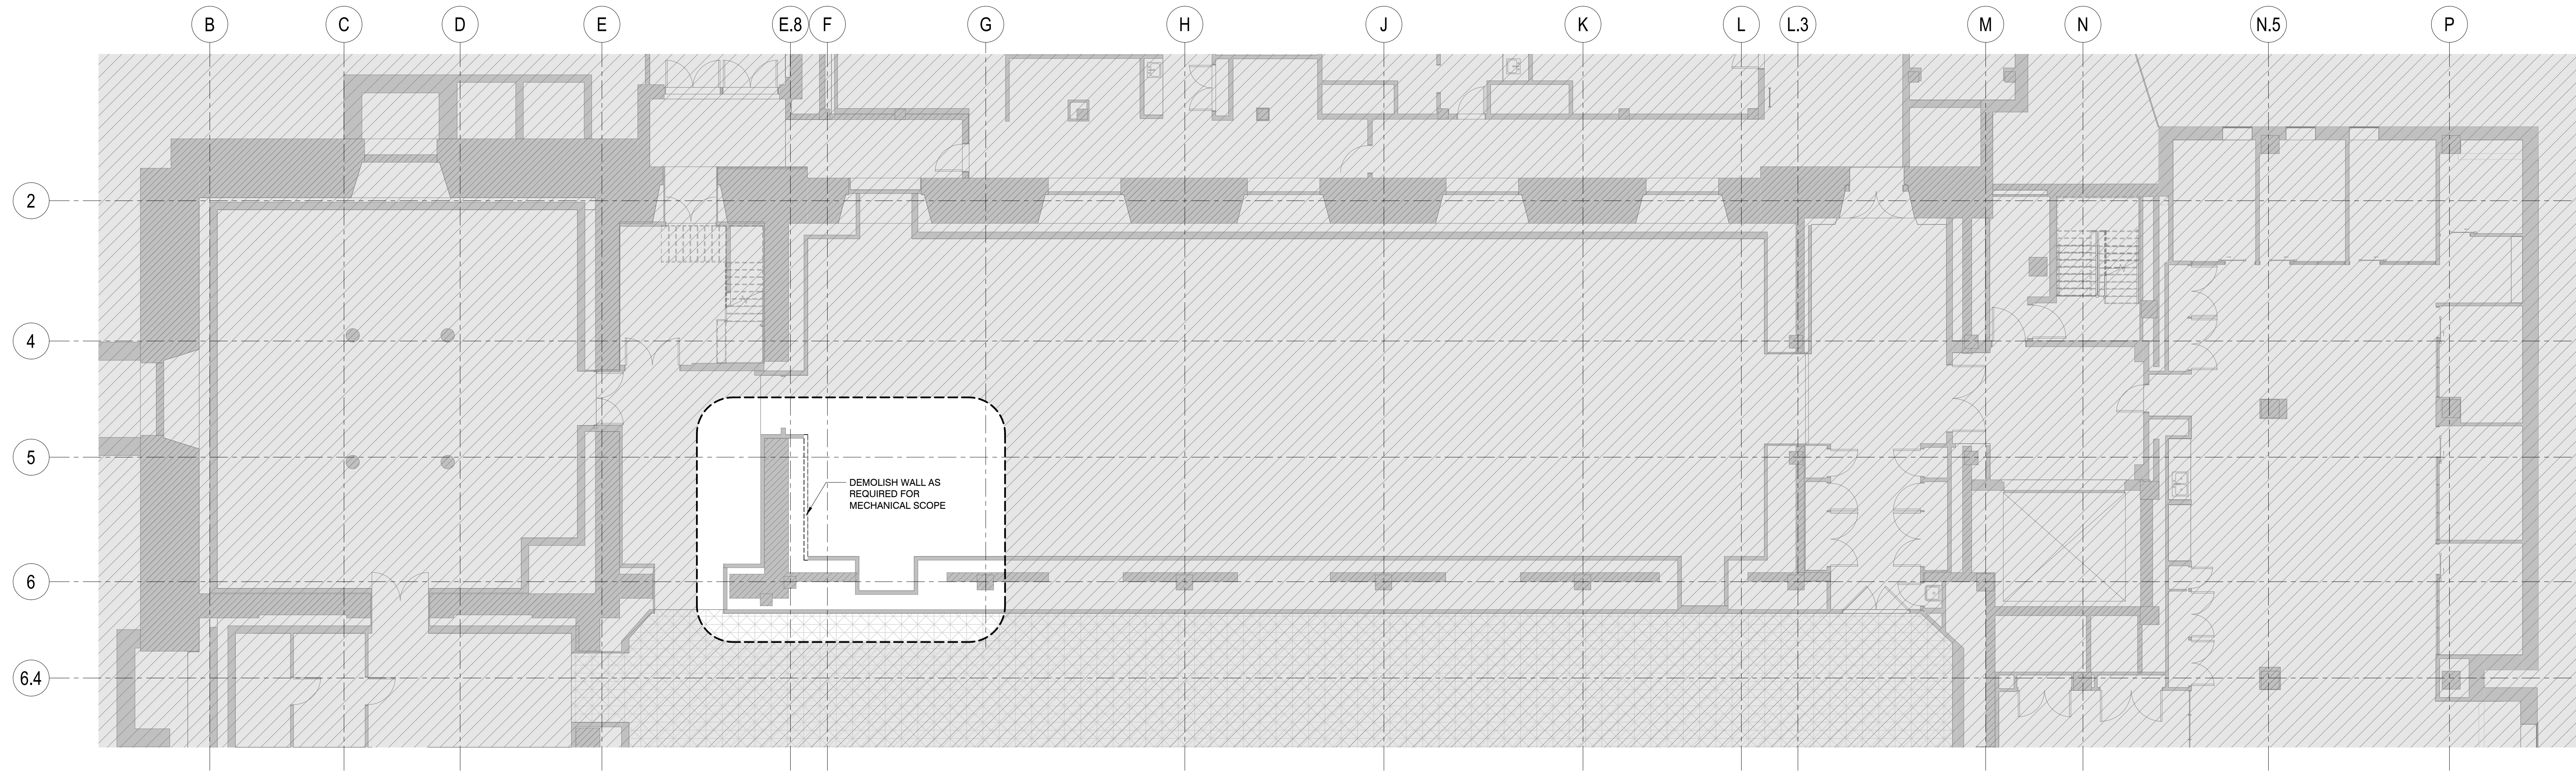 B C D E E.8 F G H J K L L.3 M N N.5 P
2
4
5
DEMOLISH WALL AS
REQUIRED FOR
MECHANICAL SCOPE
6
6.4